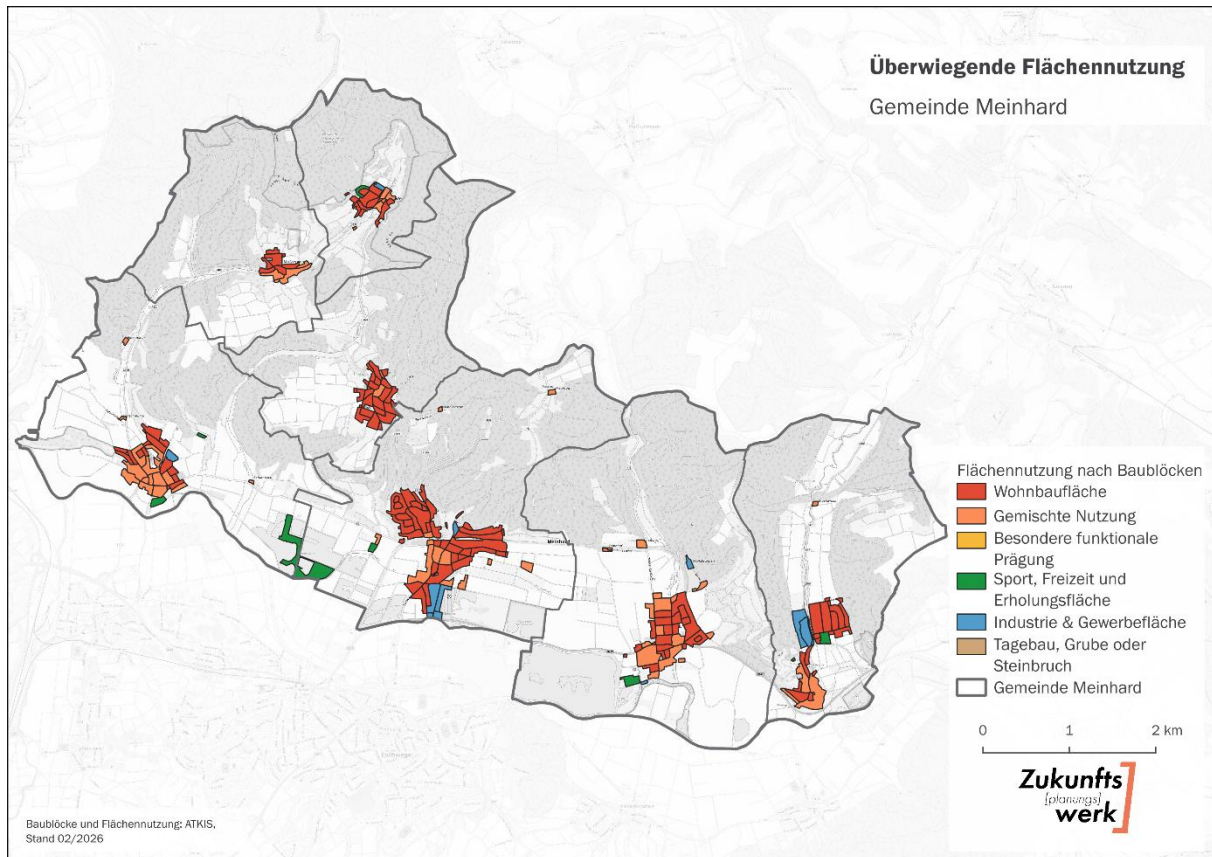 Überwiegende Flächennutzung
Gemeinde Meinhard
Flächennutzung nach Baublöcken
Wohnbaufläche
Gemischte Nutzung
Besondere funktionale
Prägung
Sport, Freizeit und
Erholungsfläche
Industrie & Gewerbefläche
Tagebau, Grube oder
Steinbruch
Gemeinde Meinhard
0 1 2 km
Zukunfts
[planungs]
werk
Baublöcke und Flächennutzung: ATKIS,
Stand 02/2026